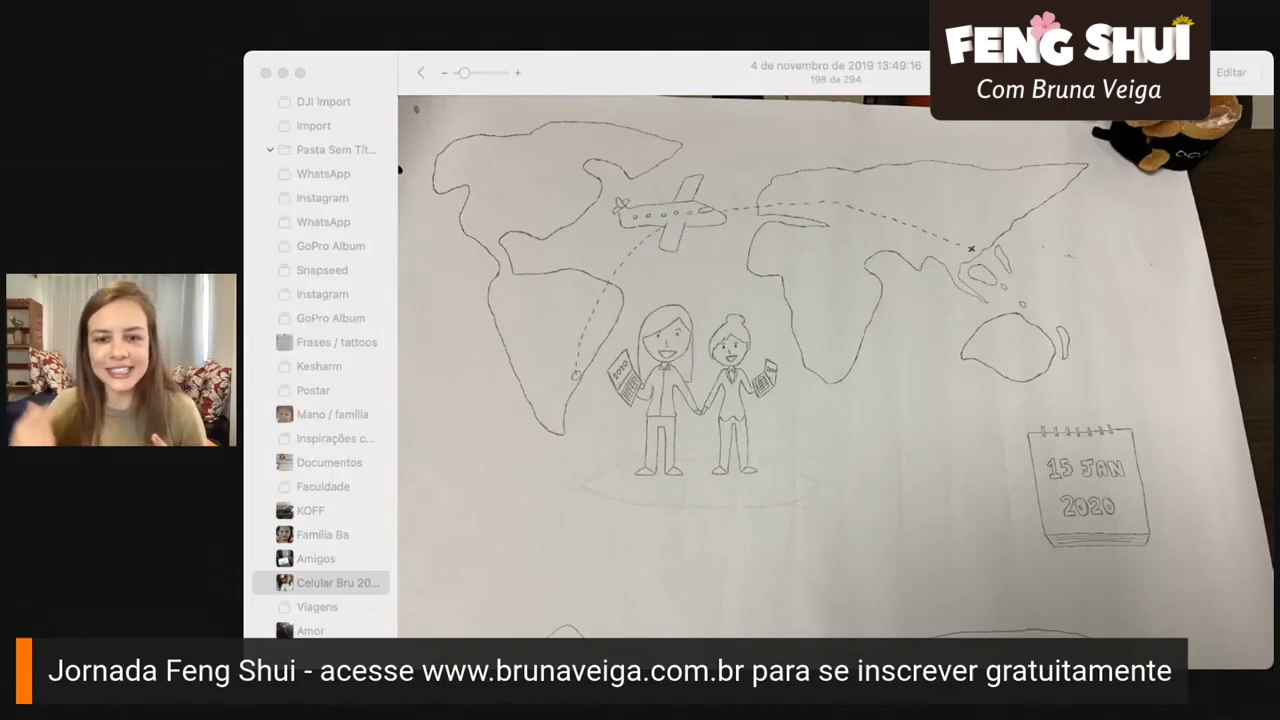 FENG SHUI
Com Bruna Veiga
4 de novembro de 2019 13:49:16
198 de 294
Editar
DJI Import
Import
Pasta Sem Tít...
WhatsApp
Instagram
WhatsApp
GoPro Album
Snapseed
Instagram
GoPro Album
Frases / tattoos
Kesharm
Postar
Mano / família
Inspirações c...
Documentos
Faculdade
KOFF
Família Ba
Amigos
Celular Bru 20...
Viagens
Amor
2020
15 JAN
2020
Jornada Feng Shui - acesse www.brunaveiga.com.br para se inscrever gratuitamente